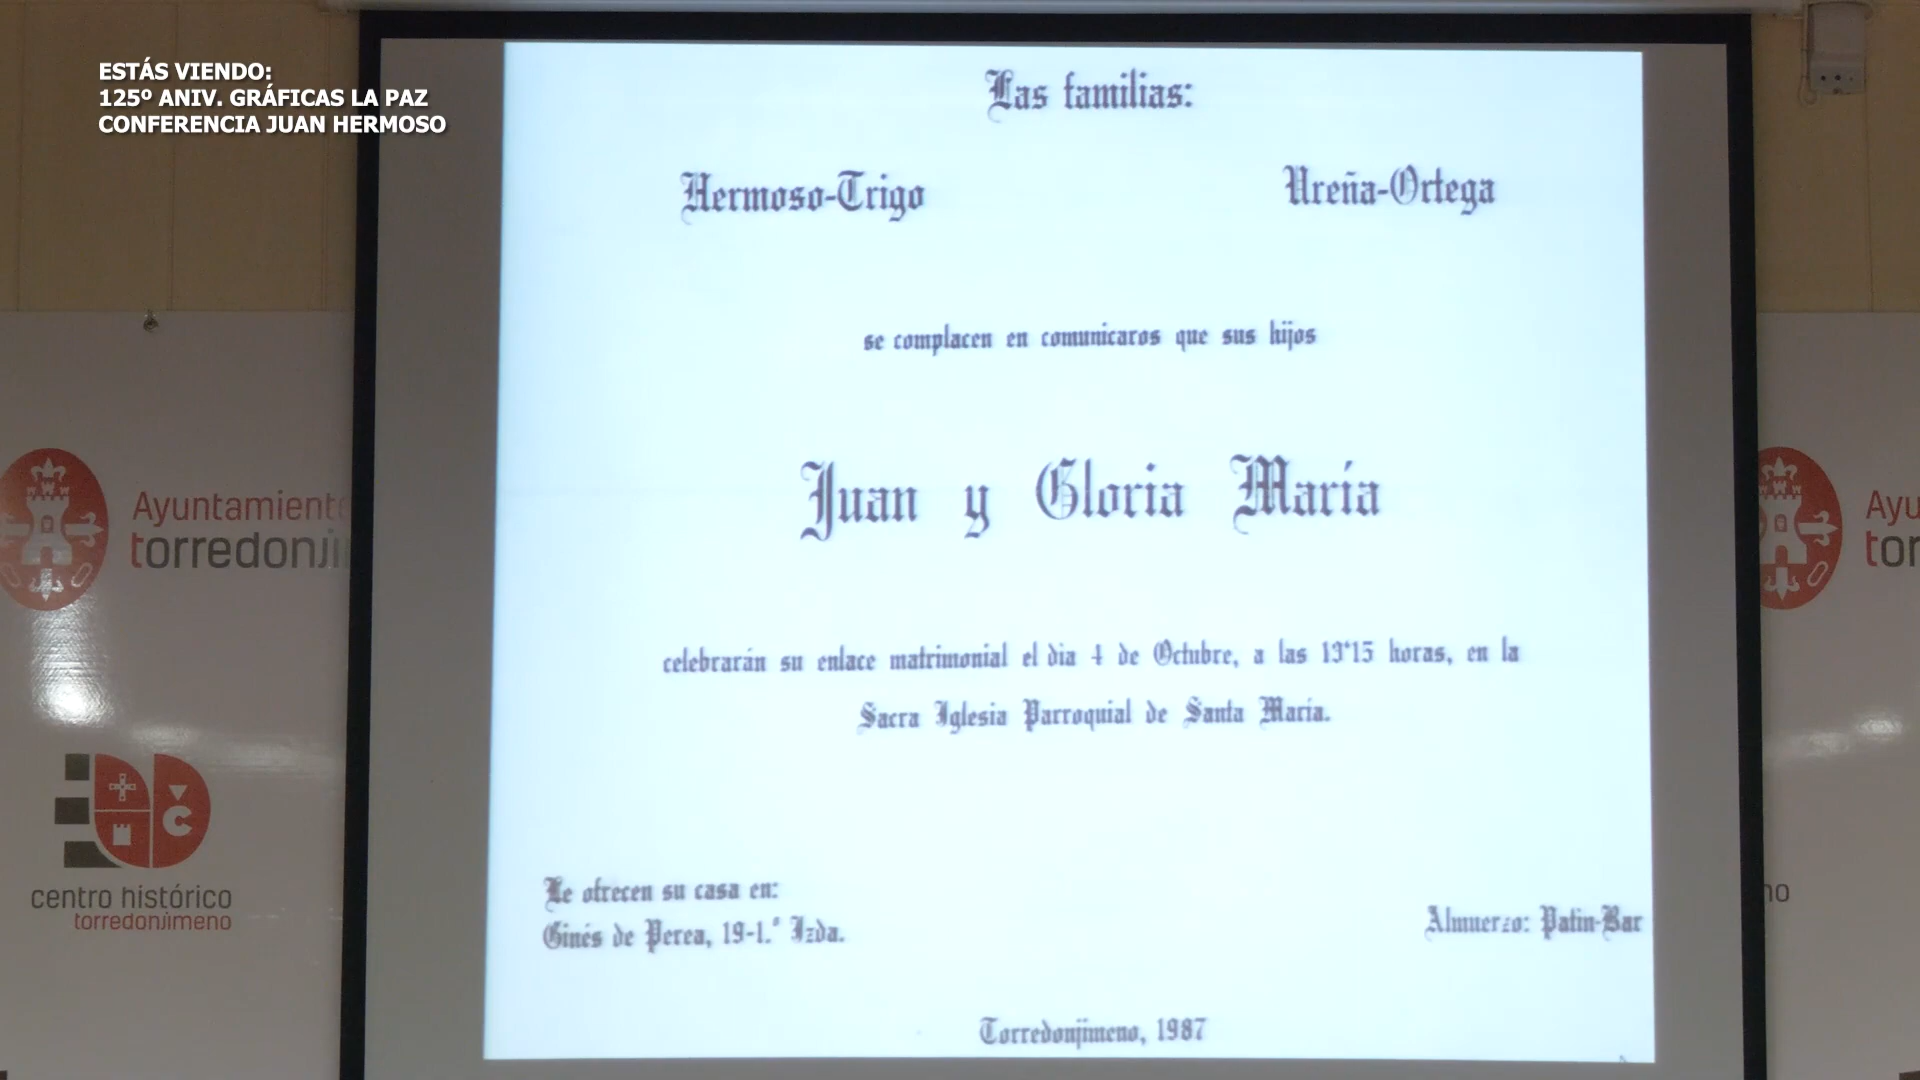 ESTÁS VIENDO:
125º ANIV. GRÁFICAS LA PAZ
CONFERENCIA JUAN HERMOSO
Las familias:
Hermoso-Trigo
Ureña-Ortega
se complacen en comunicaros que sus hijos
Juan y Gloria María
celebrarán su enlace matrimonial el dia 4 de Octubre, a las 13'15 horas, en la
Sacra Iglesia Parroquial de Santa María.
Le ofrecen su casa en:
Ginés de Perea, 19-1.º Izda.
Almuerzo: Patin-Bar
Torredonjimeno, 1987
Ayuntamiento
torredonji
centro histórico
torredonjimeno
Ayu
tor
no